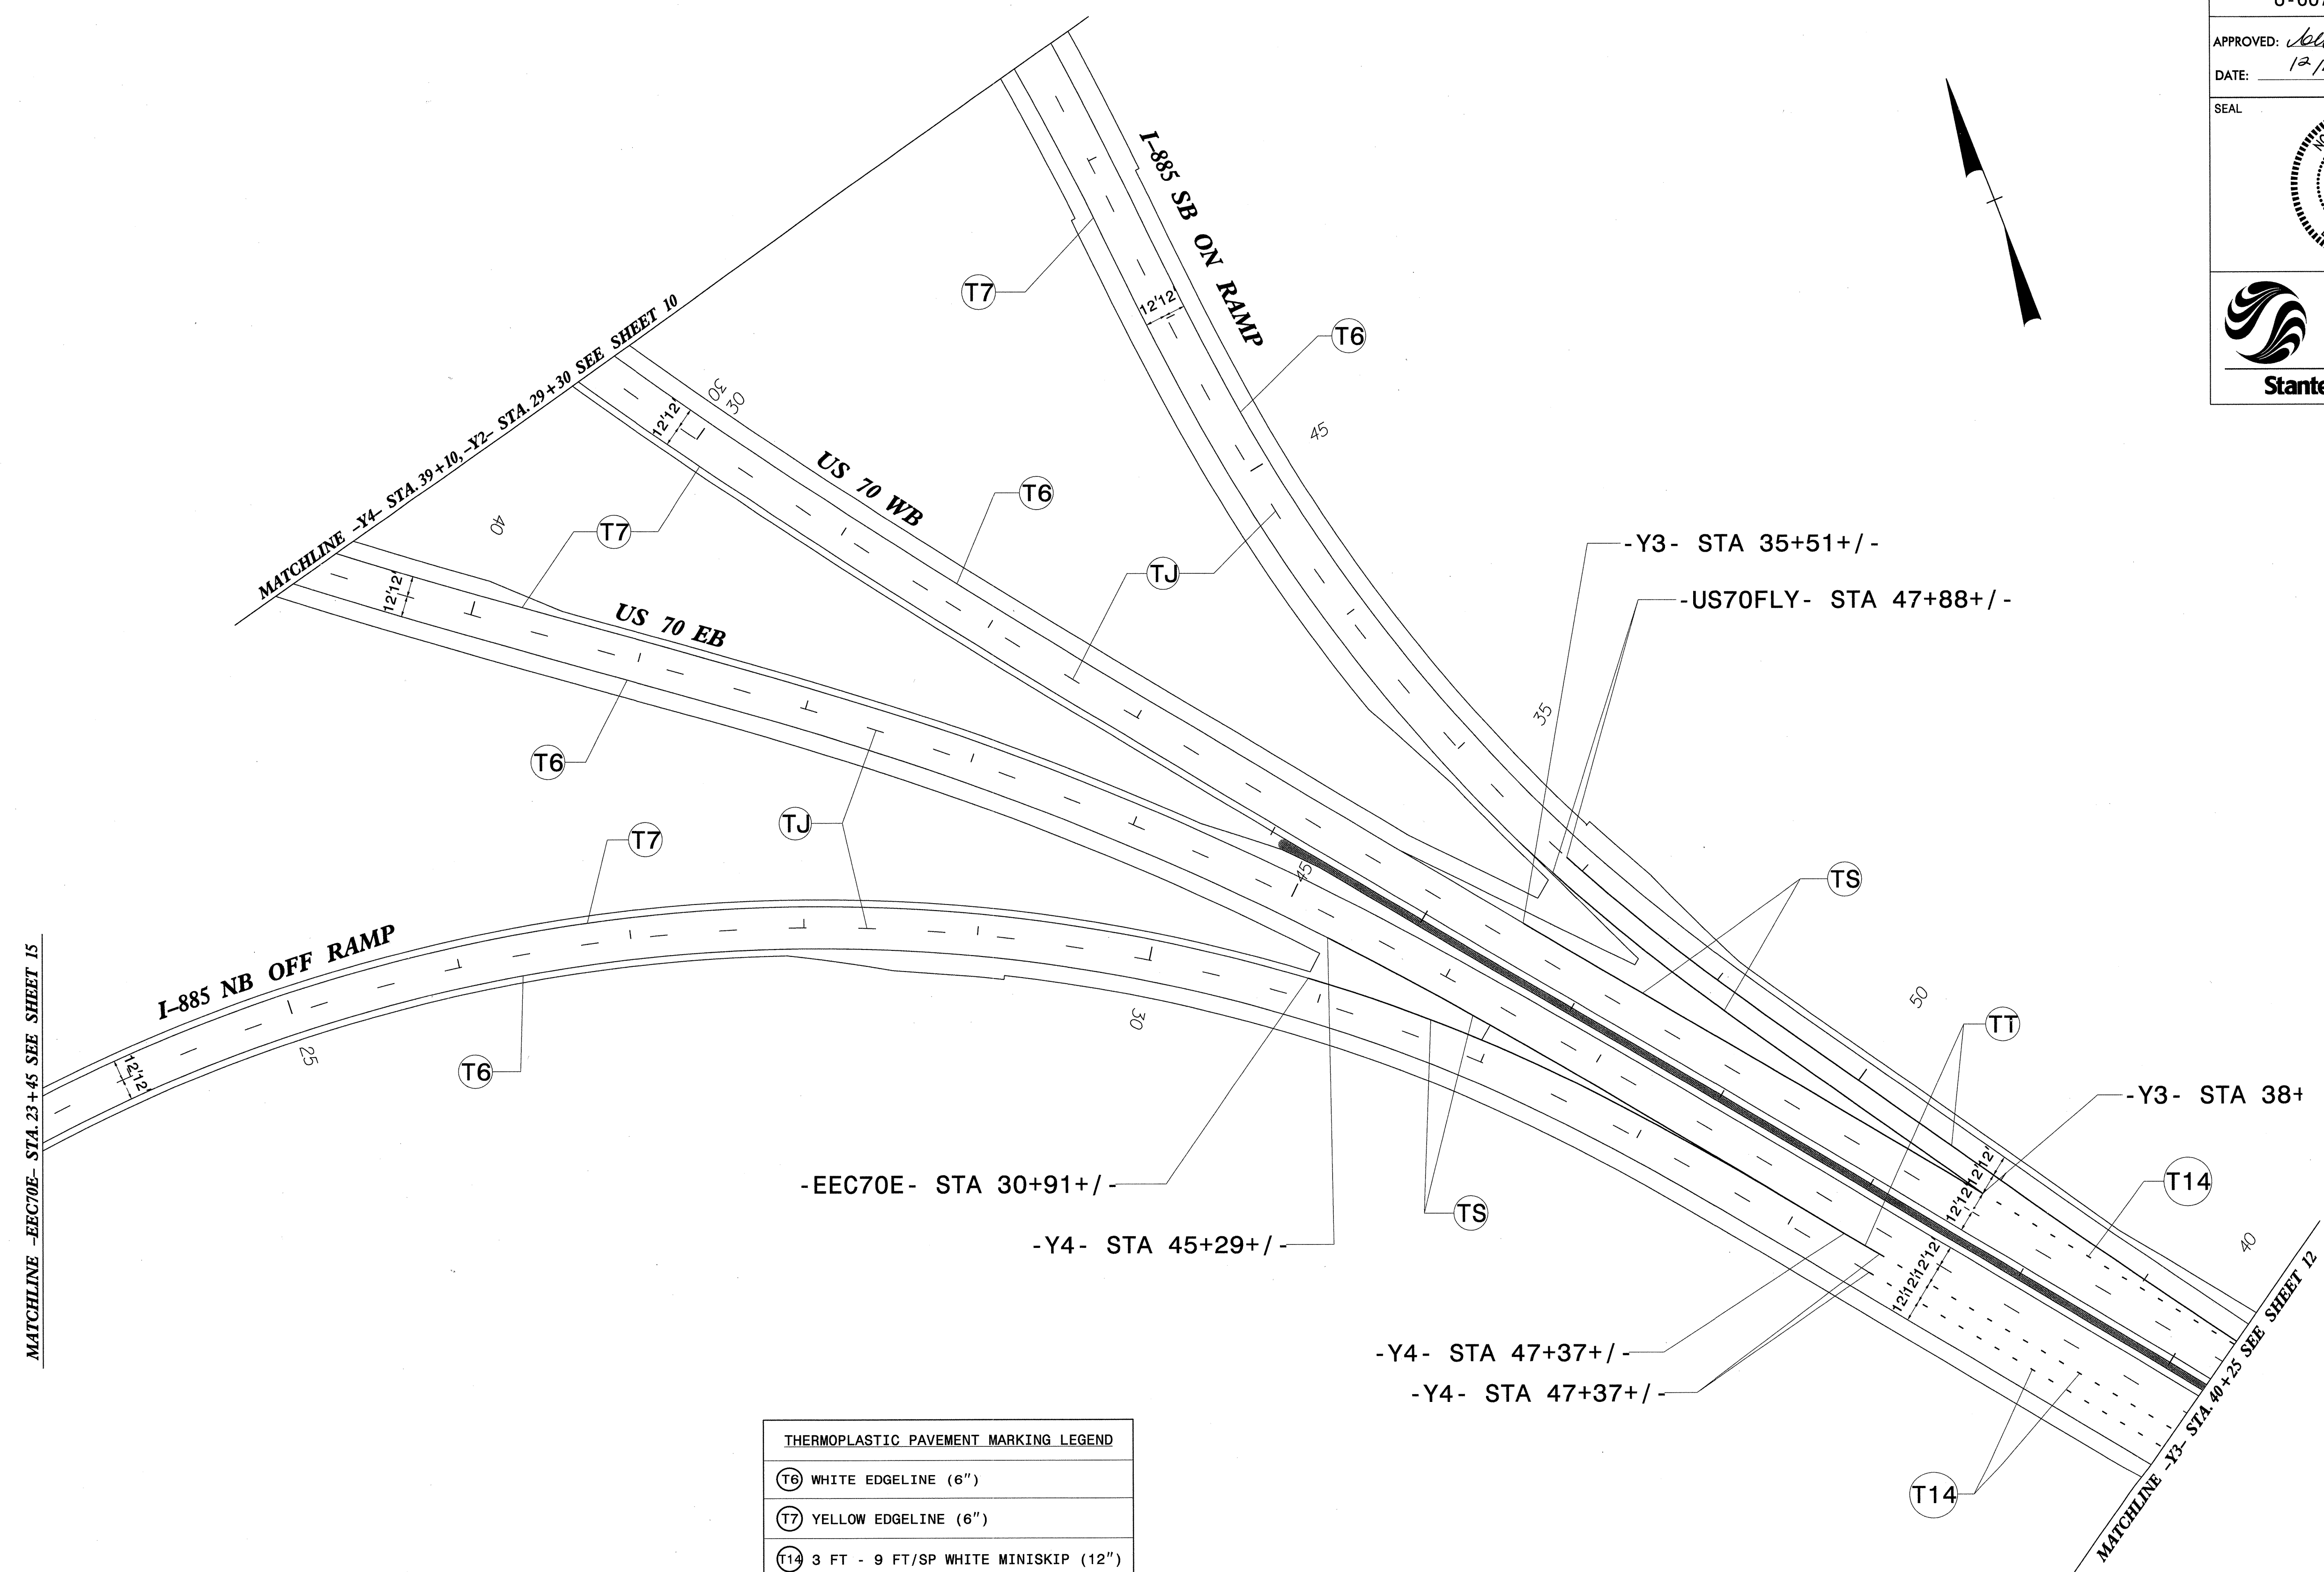 APPROVED:
DATE: 12/
SEAL
Stante
I-885 SB ON RAMP
T7
12' 12'
T6
45
MATCHLINE -Y4- STA. 39+10, -Y2- STA. 29+30 SEE SHEET 10
30
30
12' 12'
US 70 WB
T6
40
T7
TJ
-Y3- STA 35+51+/-
-US70FLY- STA 47+88+/-
12' 12'
US 70 EB
35
T6
TJ
T7
45
TS
I-885 NB OFF RAMP
MATCHLINE -EEC70E- STA. 23+45 SEE SHEET 15
50
30
TT
25
T6
12' 12'
-Y3- STA 38+
-EEC70E- STA 30+91+/-
12' 12' 12' 12'
T14
TS
-Y4- STA 45+29+/-
40
12' 12' 12' 12'
-Y4- STA 47+37+/-
-Y4- STA 47+37+/-
MATCHLINE -Y3- STA. 40+25 SEE SHEET 12
T14
THERMOPLASTIC PAVEMENT MARKING LEGEND
T6 WHITE EDGELINE (6")
T7 YELLOW EDGELINE (6")
T14 3 FT - 9 FT/SP WHITE MINISKIP (12")